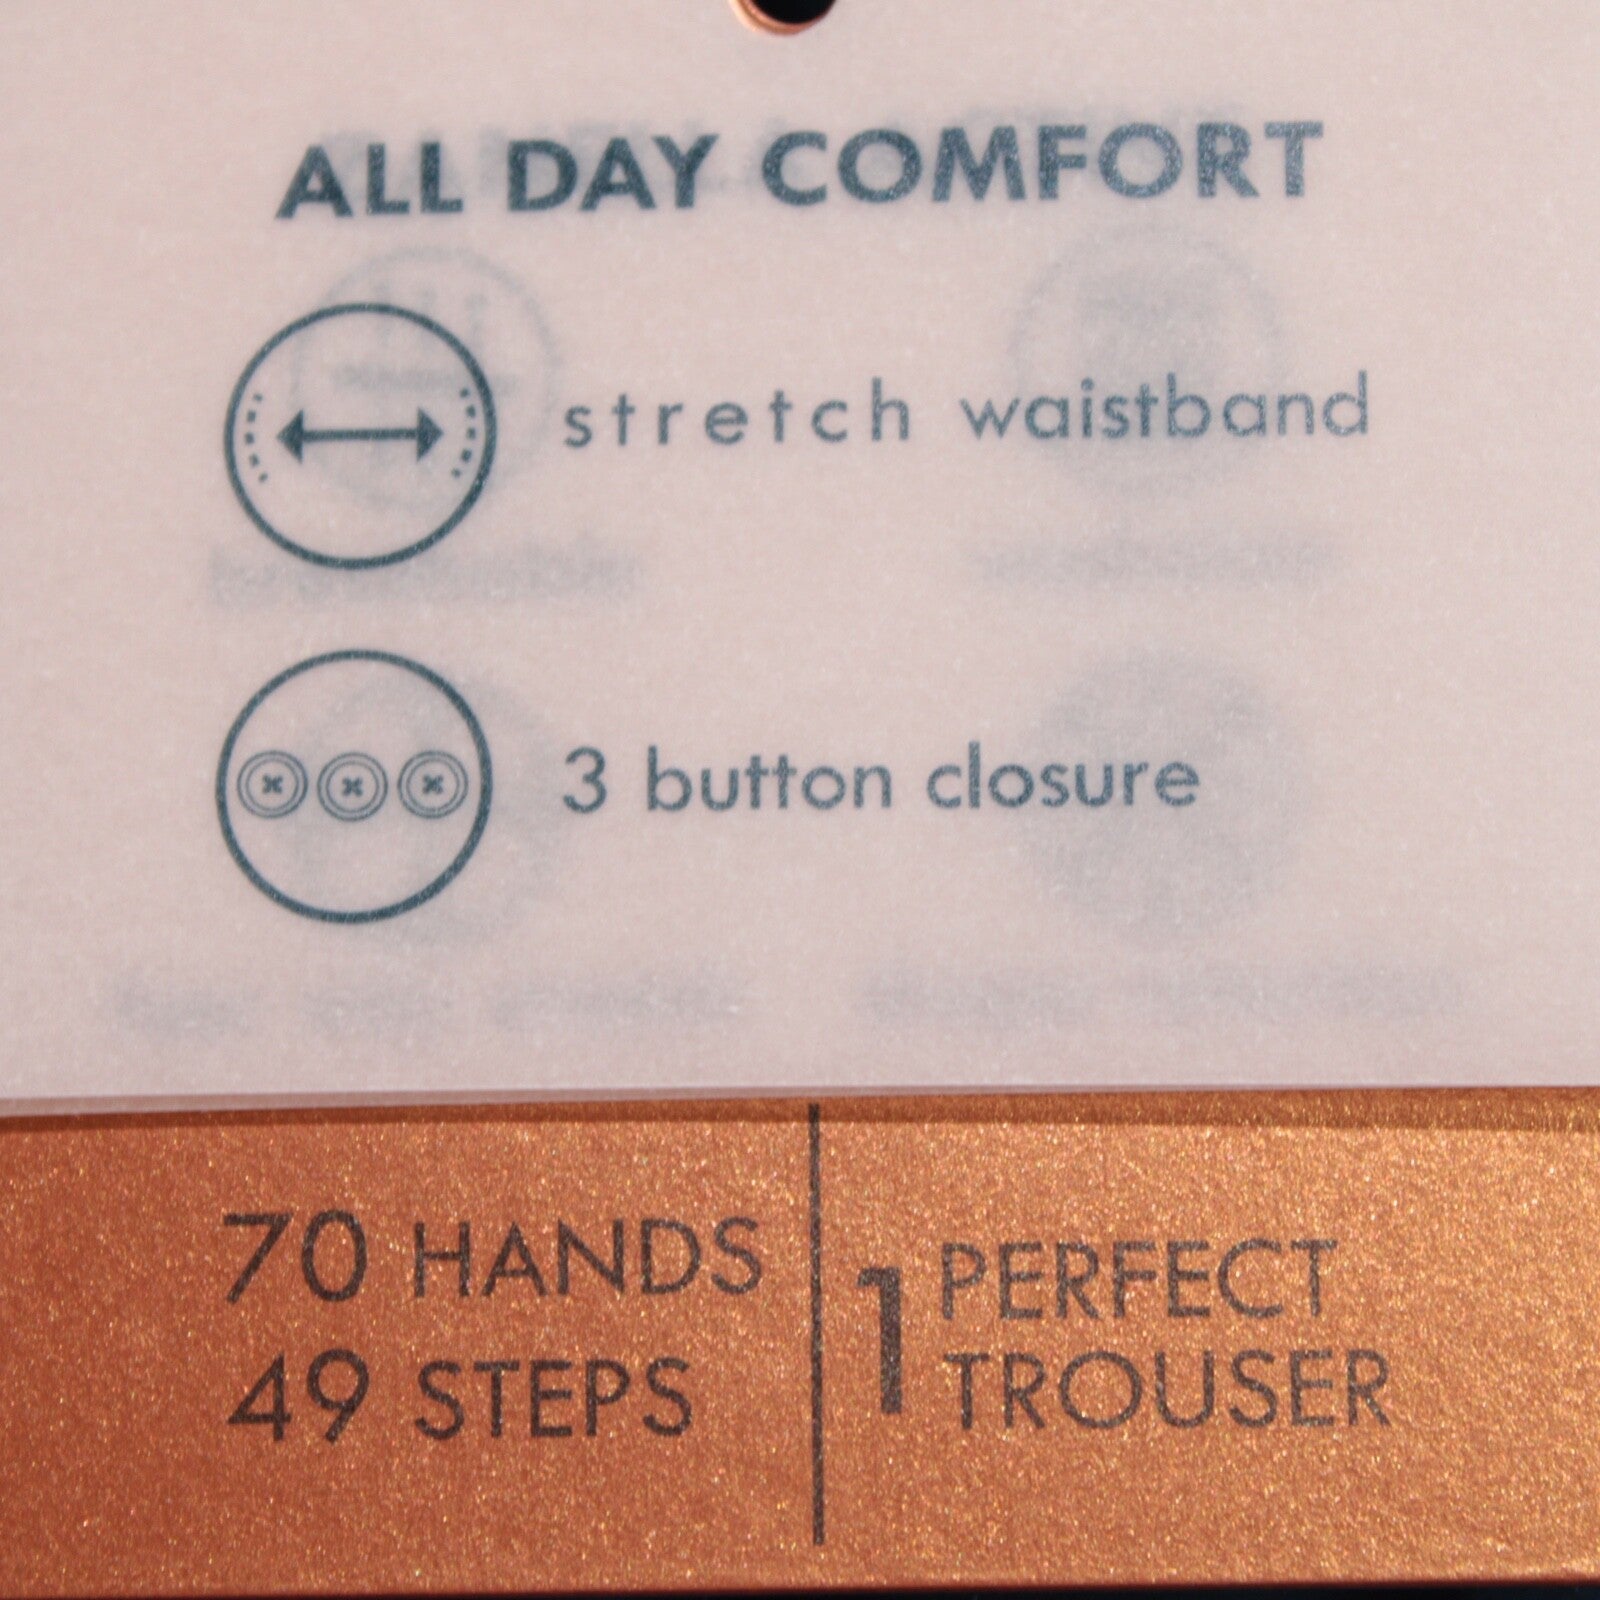 ALL DAY COMFORT
stretch waistband
3 button closure
70 HANDS
49 STEPS
1 PERFECT
TROUSER